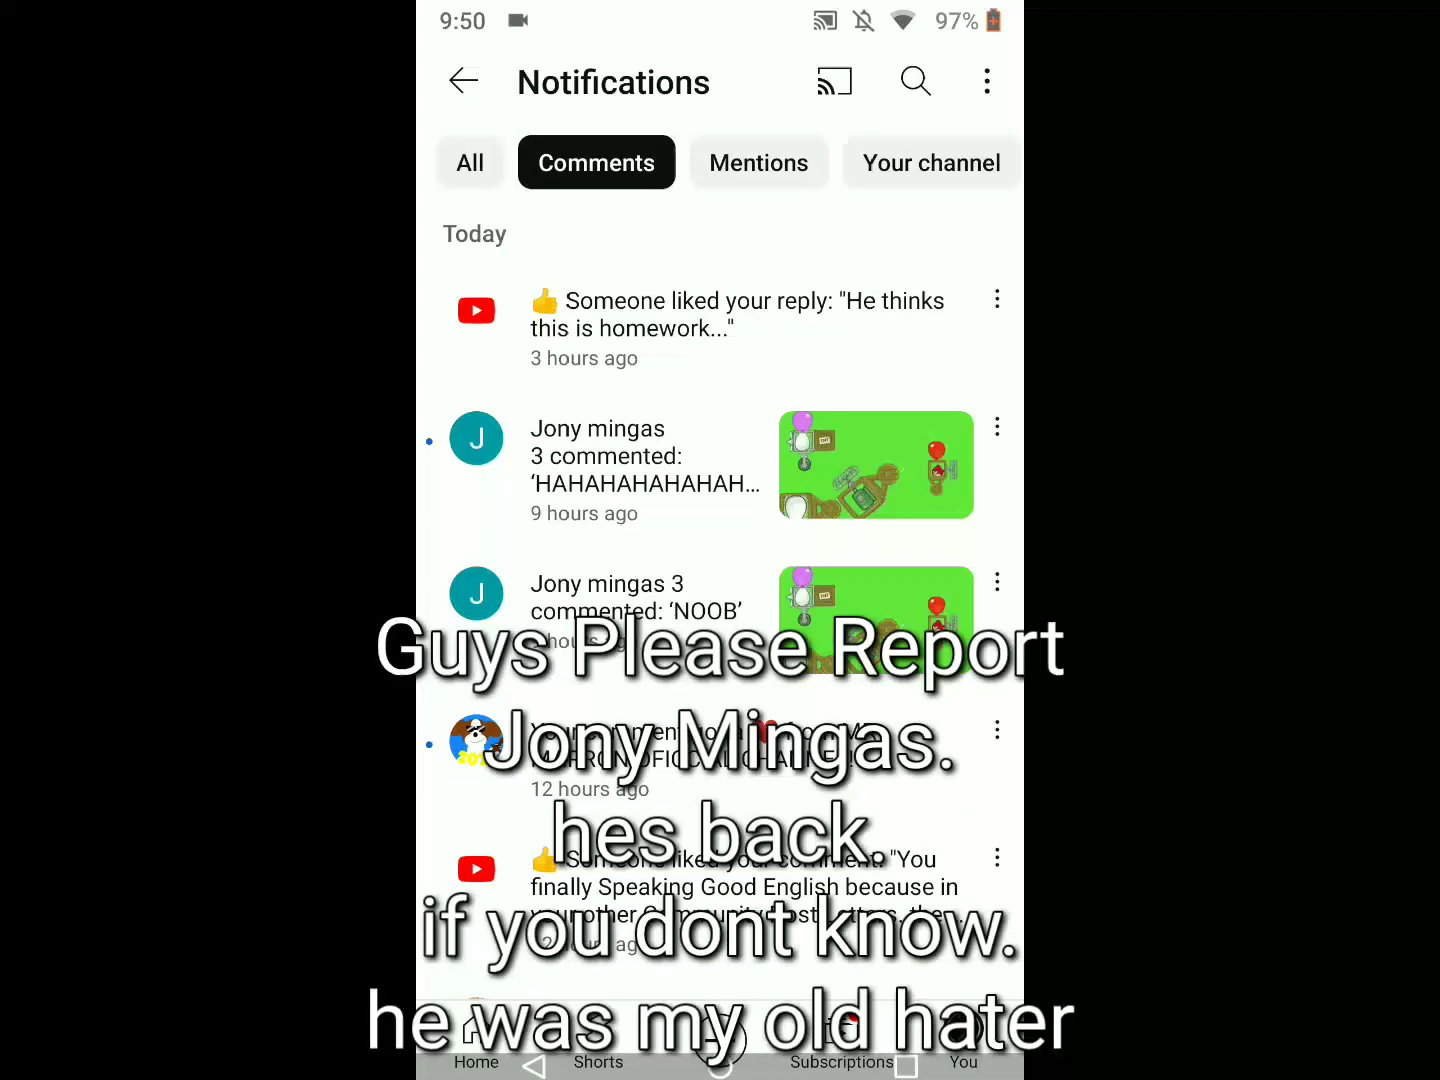 9:50
97%
Notifications
All
Comments
Mentions
Your channel
Today
👍 Someone liked your reply: "He thinks
this is homework..."
3 hours ago
J
Jony mingas
3 commented:
‘HAHAHAHAHAHAH...
9 hours ago
J
Jony mingas 3
commented: ‘NOOB’
hours ago
Guys Please Report
Jony Mingas.
12 hours ago
hes back.
👍 Someone liked your comment: "You
finally Speaking Good English because in
your other Community
if you dont know.
he was my old hater
Home
Shorts
Subscriptions
You